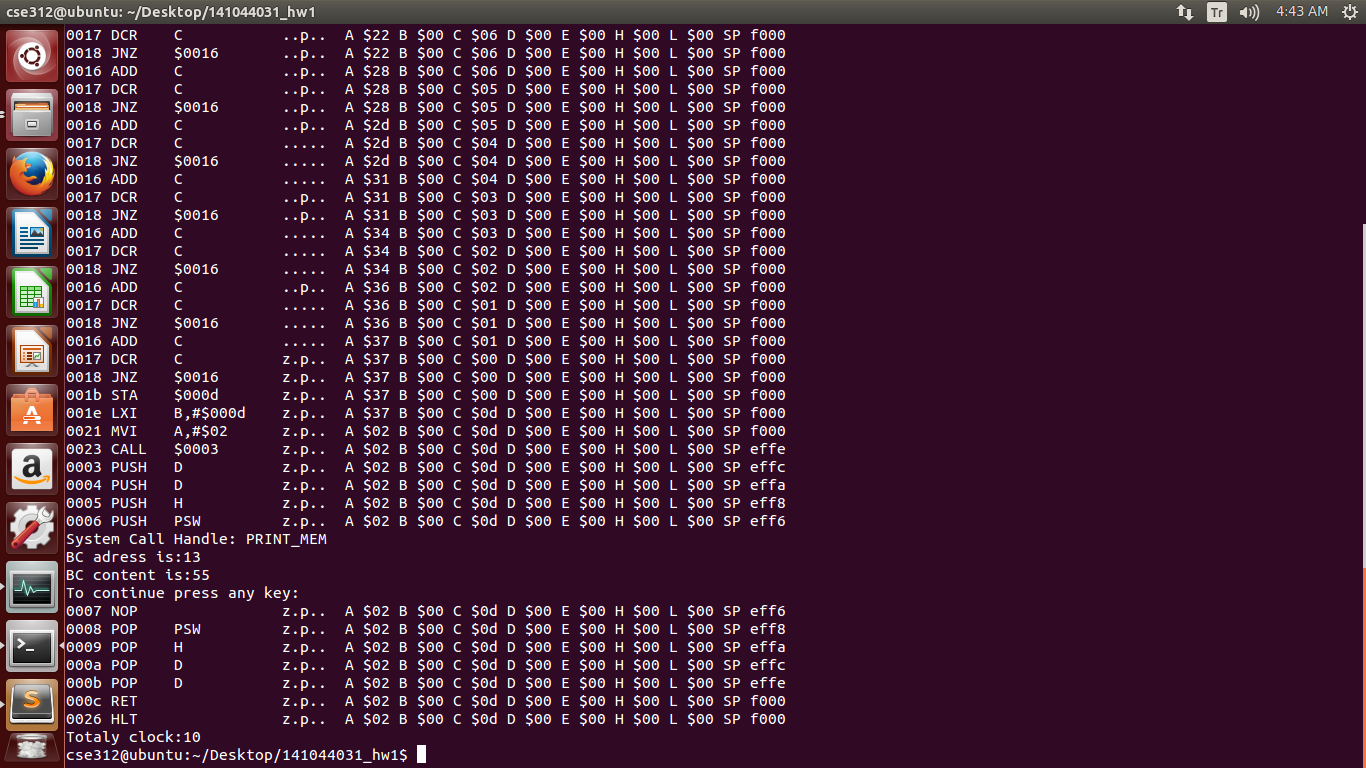 cse312@ubuntu: ~/Desktop/141044031_hw1 Tr 4:43 AM
0017 DCR C ..p.. A $22 B $00 C $06 D $00 E $00 H $00 L $00 SP f000
0018 JNZ $0016 ..p.. A $22 B $00 C $06 D $00 E $00 H $00 L $00 SP f000
0016 ADD C ..p.. A $28 B $00 C $06 D $00 E $00 H $00 L $00 SP f000
0017 DCR C ..p.. A $28 B $00 C $05 D $00 E $00 H $00 L $00 SP f000
0018 JNZ $0016 ..p.. A $28 B $00 C $05 D $00 E $00 H $00 L $00 SP f000
0016 ADD C ..p.. A $2d B $00 C $05 D $00 E $00 H $00 L $00 SP f000
0017 DCR C ..... A $2d B $00 C $04 D $00 E $00 H $00 L $00 SP f000
0018 JNZ $0016 ..... A $2d B $00 C $04 D $00 E $00 H $00 L $00 SP f000
0016 ADD C ..... A $31 B $00 C $04 D $00 E $00 H $00 L $00 SP f000
0017 DCR C ..p.. A $31 B $00 C $03 D $00 E $00 H $00 L $00 SP f000
0018 JNZ $0016 ..p.. A $31 B $00 C $03 D $00 E $00 H $00 L $00 SP f000
0016 ADD C ..... A $34 B $00 C $03 D $00 E $00 H $00 L $00 SP f000
0017 DCR C ..... A $34 B $00 C $02 D $00 E $00 H $00 L $00 SP f000
0018 JNZ $0016 ..... A $34 B $00 C $02 D $00 E $00 H $00 L $00 SP f000
0016 ADD C ..p.. A $36 B $00 C $02 D $00 E $00 H $00 L $00 SP f000
0017 DCR C ..... A $36 B $00 C $01 D $00 E $00 H $00 L $00 SP f000
0018 JNZ $0016 ..... A $36 B $00 C $01 D $00 E $00 H $00 L $00 SP f000
0016 ADD C ..... A $37 B $00 C $01 D $00 E $00 H $00 L $00 SP f000
0017 DCR C z.p.. A $37 B $00 C $00 D $00 E $00 H $00 L $00 SP f000
0018 JNZ $0016 z.p.. A $37 B $00 C $00 D $00 E $00 H $00 L $00 SP f000
001b STA $000d z.p.. A $37 B $00 C $00 D $00 E $00 H $00 L $00 SP f000
001e LXI B,#$000d z.p.. A $37 B $00 C $0d D $00 E $00 H $00 L $00 SP f000
0021 MVI A,#$02 z.p.. A $02 B $00 C $0d D $00 E $00 H $00 L $00 SP f000
0023 CALL $0003 z.p.. A $02 B $00 C $0d D $00 E $00 H $00 L $00 SP effe
0003 PUSH D z.p.. A $02 B $00 C $0d D $00 E $00 H $00 L $00 SP effc
0004 PUSH D z.p.. A $02 B $00 C $0d D $00 E $00 H $00 L $00 SP effa
0005 PUSH H z.p.. A $02 B $00 C $0d D $00 E $00 H $00 L $00 SP eff8
0006 PUSH PSW z.p.. A $02 B $00 C $0d D $00 E $00 H $00 L $00 SP eff6
System Call Handle: PRINT_MEM
BC adress is:13
BC content is:55
To continue press any key:
0007 NOP z.p.. A $02 B $00 C $0d D $00 E $00 H $00 L $00 SP eff6
0008 POP PSW z.p.. A $02 B $00 C $0d D $00 E $00 H $00 L $00 SP eff8
0009 POP H z.p.. A $02 B $00 C $0d D $00 E $00 H $00 L $00 SP effa
000a POP D z.p.. A $02 B $00 C $0d D $00 E $00 H $00 L $00 SP effc
000b POP D z.p.. A $02 B $00 C $0d D $00 E $00 H $00 L $00 SP effe
000c RET z.p.. A $02 B $00 C $0d D $00 E $00 H $00 L $00 SP f000
0026 HLT z.p.. A $02 B $00 C $0d D $00 E $00 H $00 L $00 SP f000
Totaly clock:10
cse312@ubuntu:~/Desktop/141044031_hw1$